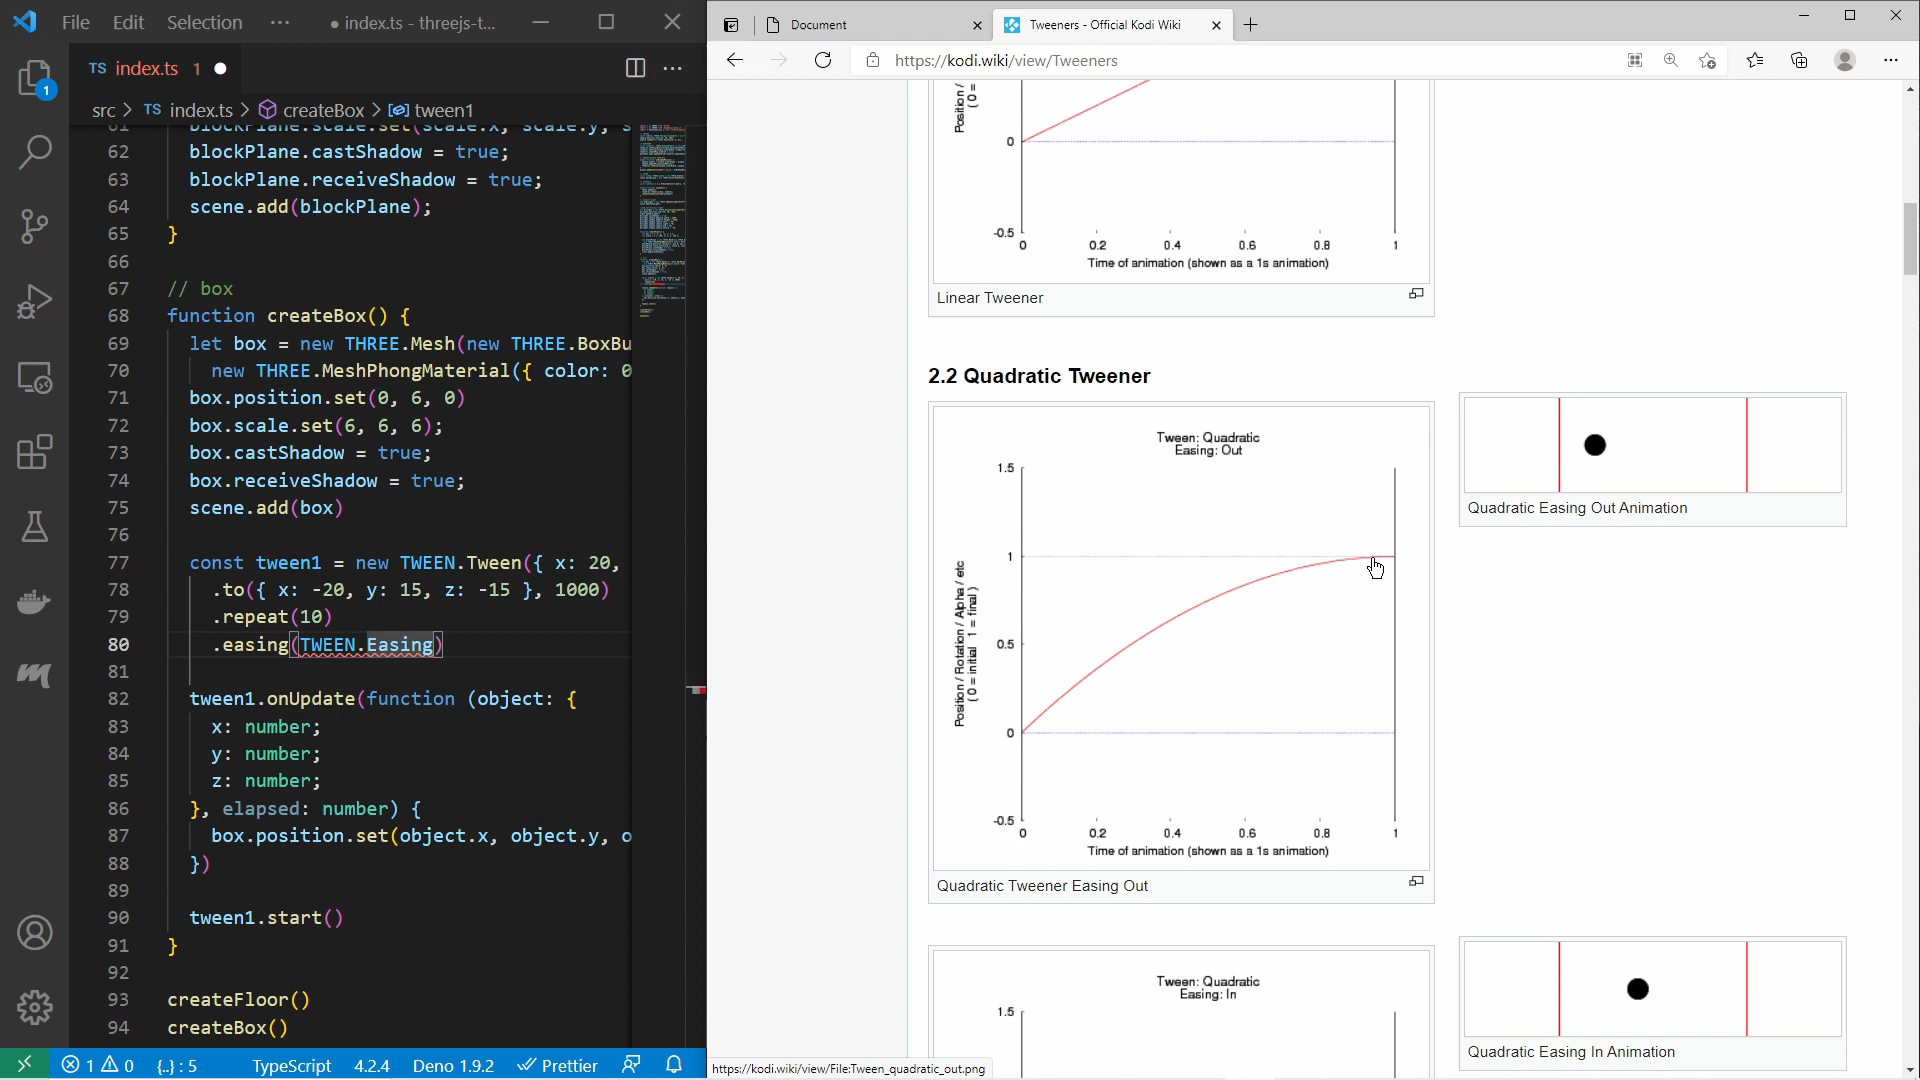 File Edit Selection ··· ● index.ts - threejs-t...
TS index.ts 1 ●
src > TS index.ts > createBox > tween1
1
62 blockPlane.castShadow = true;
63 blockPlane.receiveShadow = true;
64 scene.add(blockPlane);
65 }
66
67 // box
68 function createBox() {
69 let box = new THREE.Mesh(new THREE.BoxBu
70 new THREE.MeshPhongMaterial({ color: 0
71 box.position.set(0, 6, 0)
72 box.scale.set(6, 6, 6);
73 box.castShadow = true;
74 box.receiveShadow = true;
75 scene.add(box)
76
77 const tween1 = new TWEEN.Tween({ x: 20,
78 .to({ x: -20, y: 15, z: -15 }, 1000)
79 .repeat(10)
80 .easing(TWEEN.Easing)
81
82 tween1.onUpdate(function (object: {
83 x: number;
84 y: number;
85 z: number;
86 }, elapsed: number) {
87 box.position.set(object.x, object.y, o
88 })
89
90 tween1.start()
91 }
92
93 createFloor()
94 createBox()
1 0 {..} : 5 TypeScript 4.2.4 Deno 1.9.2 Prettier
Document
Tweeners - Official Kodi Wiki
https://kodi.wiki/view/Tweeners
Position /
( 0 =
0
-0.5
0 0.2 0.4 0.6 0.8 1
Time of animation (shown as a 1s animation)
Linear Tweener
2.2 Quadratic Tweener
Tween: Quadratic
Easing: Out
1.5
1
0.5
0
-0.5
Position / Rotation / Alpha / etc
( 0 = initial 1 = final )
0 0.2 0.4 0.6 0.8 1
Time of animation (shown as a 1s animation)
Quadratic Tweener Easing Out
Quadratic Easing Out Animation
Tween: Quadratic
Easing: In
1.5
Quadratic Easing In Animation
https://kodi.wiki/view/File:Tween_quadratic_out.png